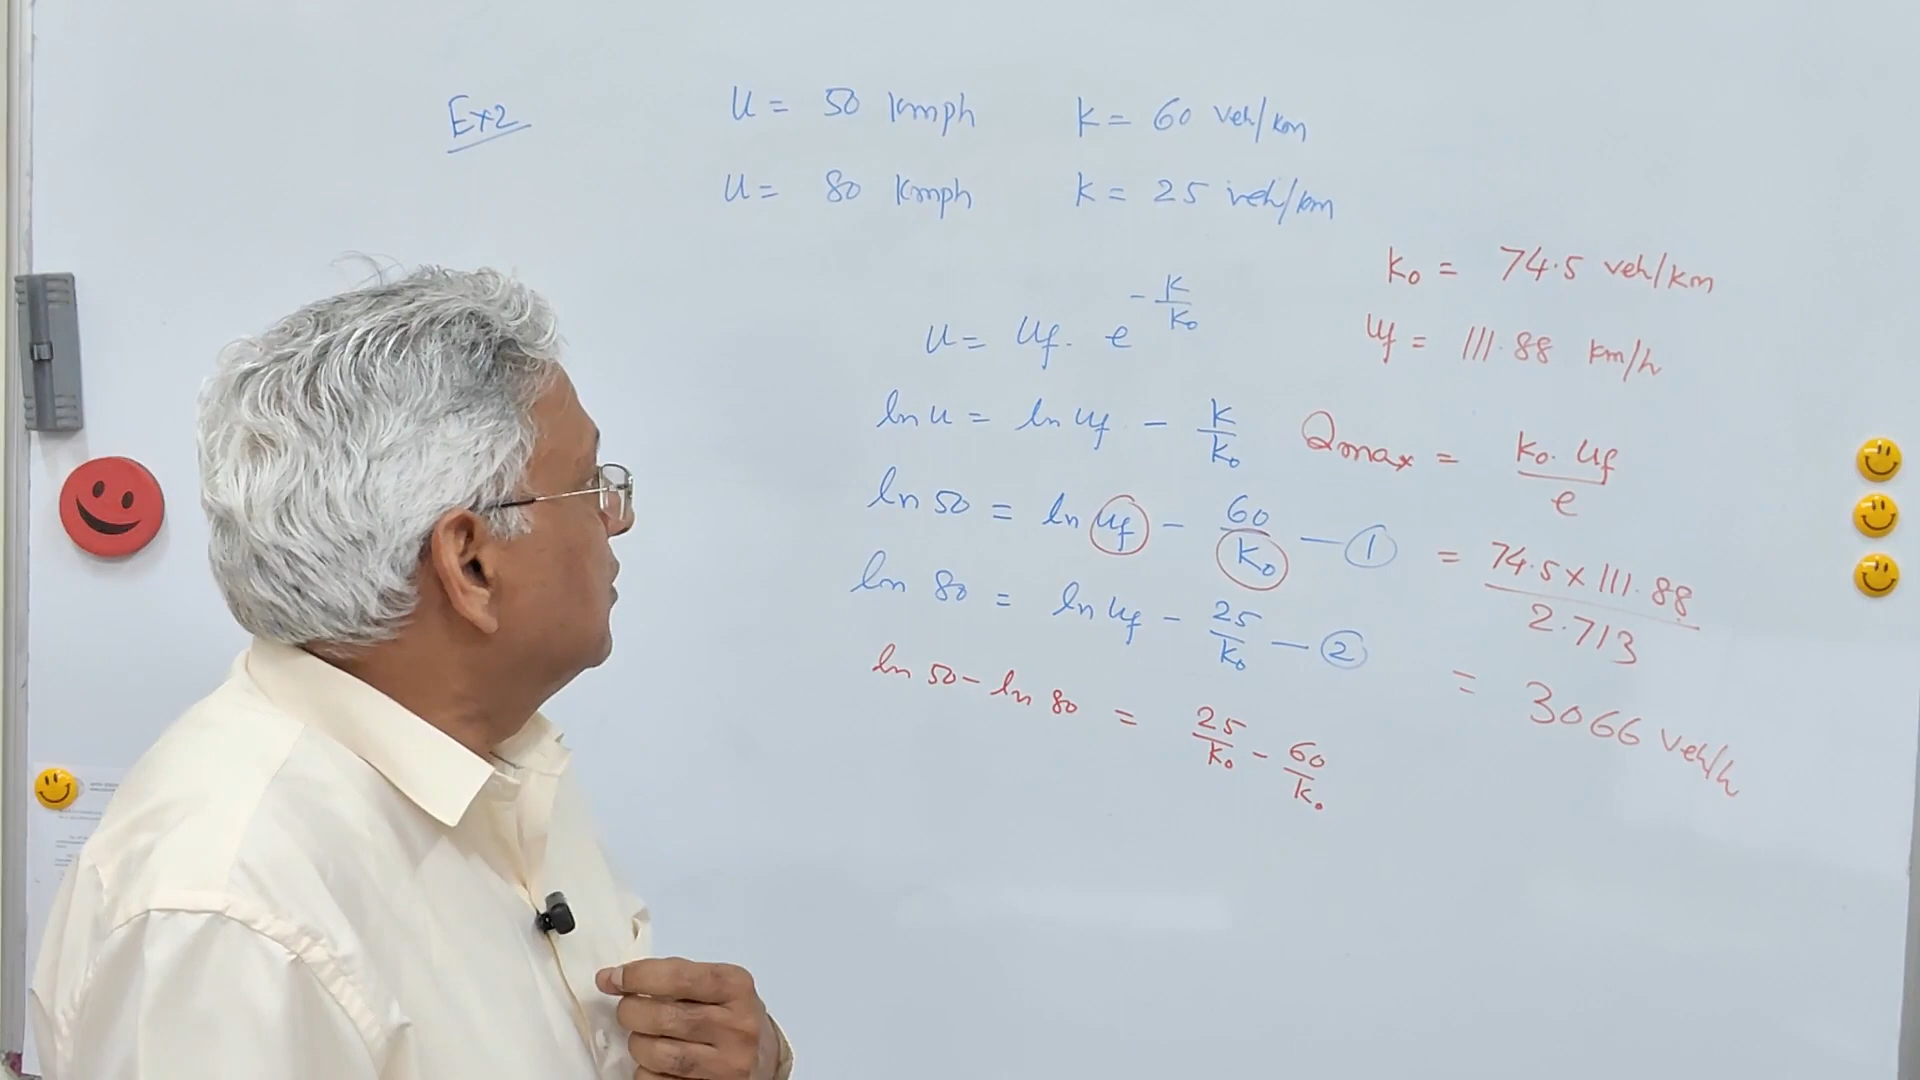 Ex2
u = 50 kmph k = 60 veh/km
u = 80 kmph k = 25 veh/km
u = uf. e^(-k/k₀)
ln u = ln uf - k/k₀
ln 50 = ln uf - 60/k₀ — ①
ln 80 = ln uf - 25/k₀ — ②
ln 50 - ln 80 = 25/k₀ - 60/k₀
k₀ = 74.5 veh/km
uf = 111.88 km/h
Qmax = k₀. uf/e
= 74.5 x 111.88/2.713
= 3066 veh/h